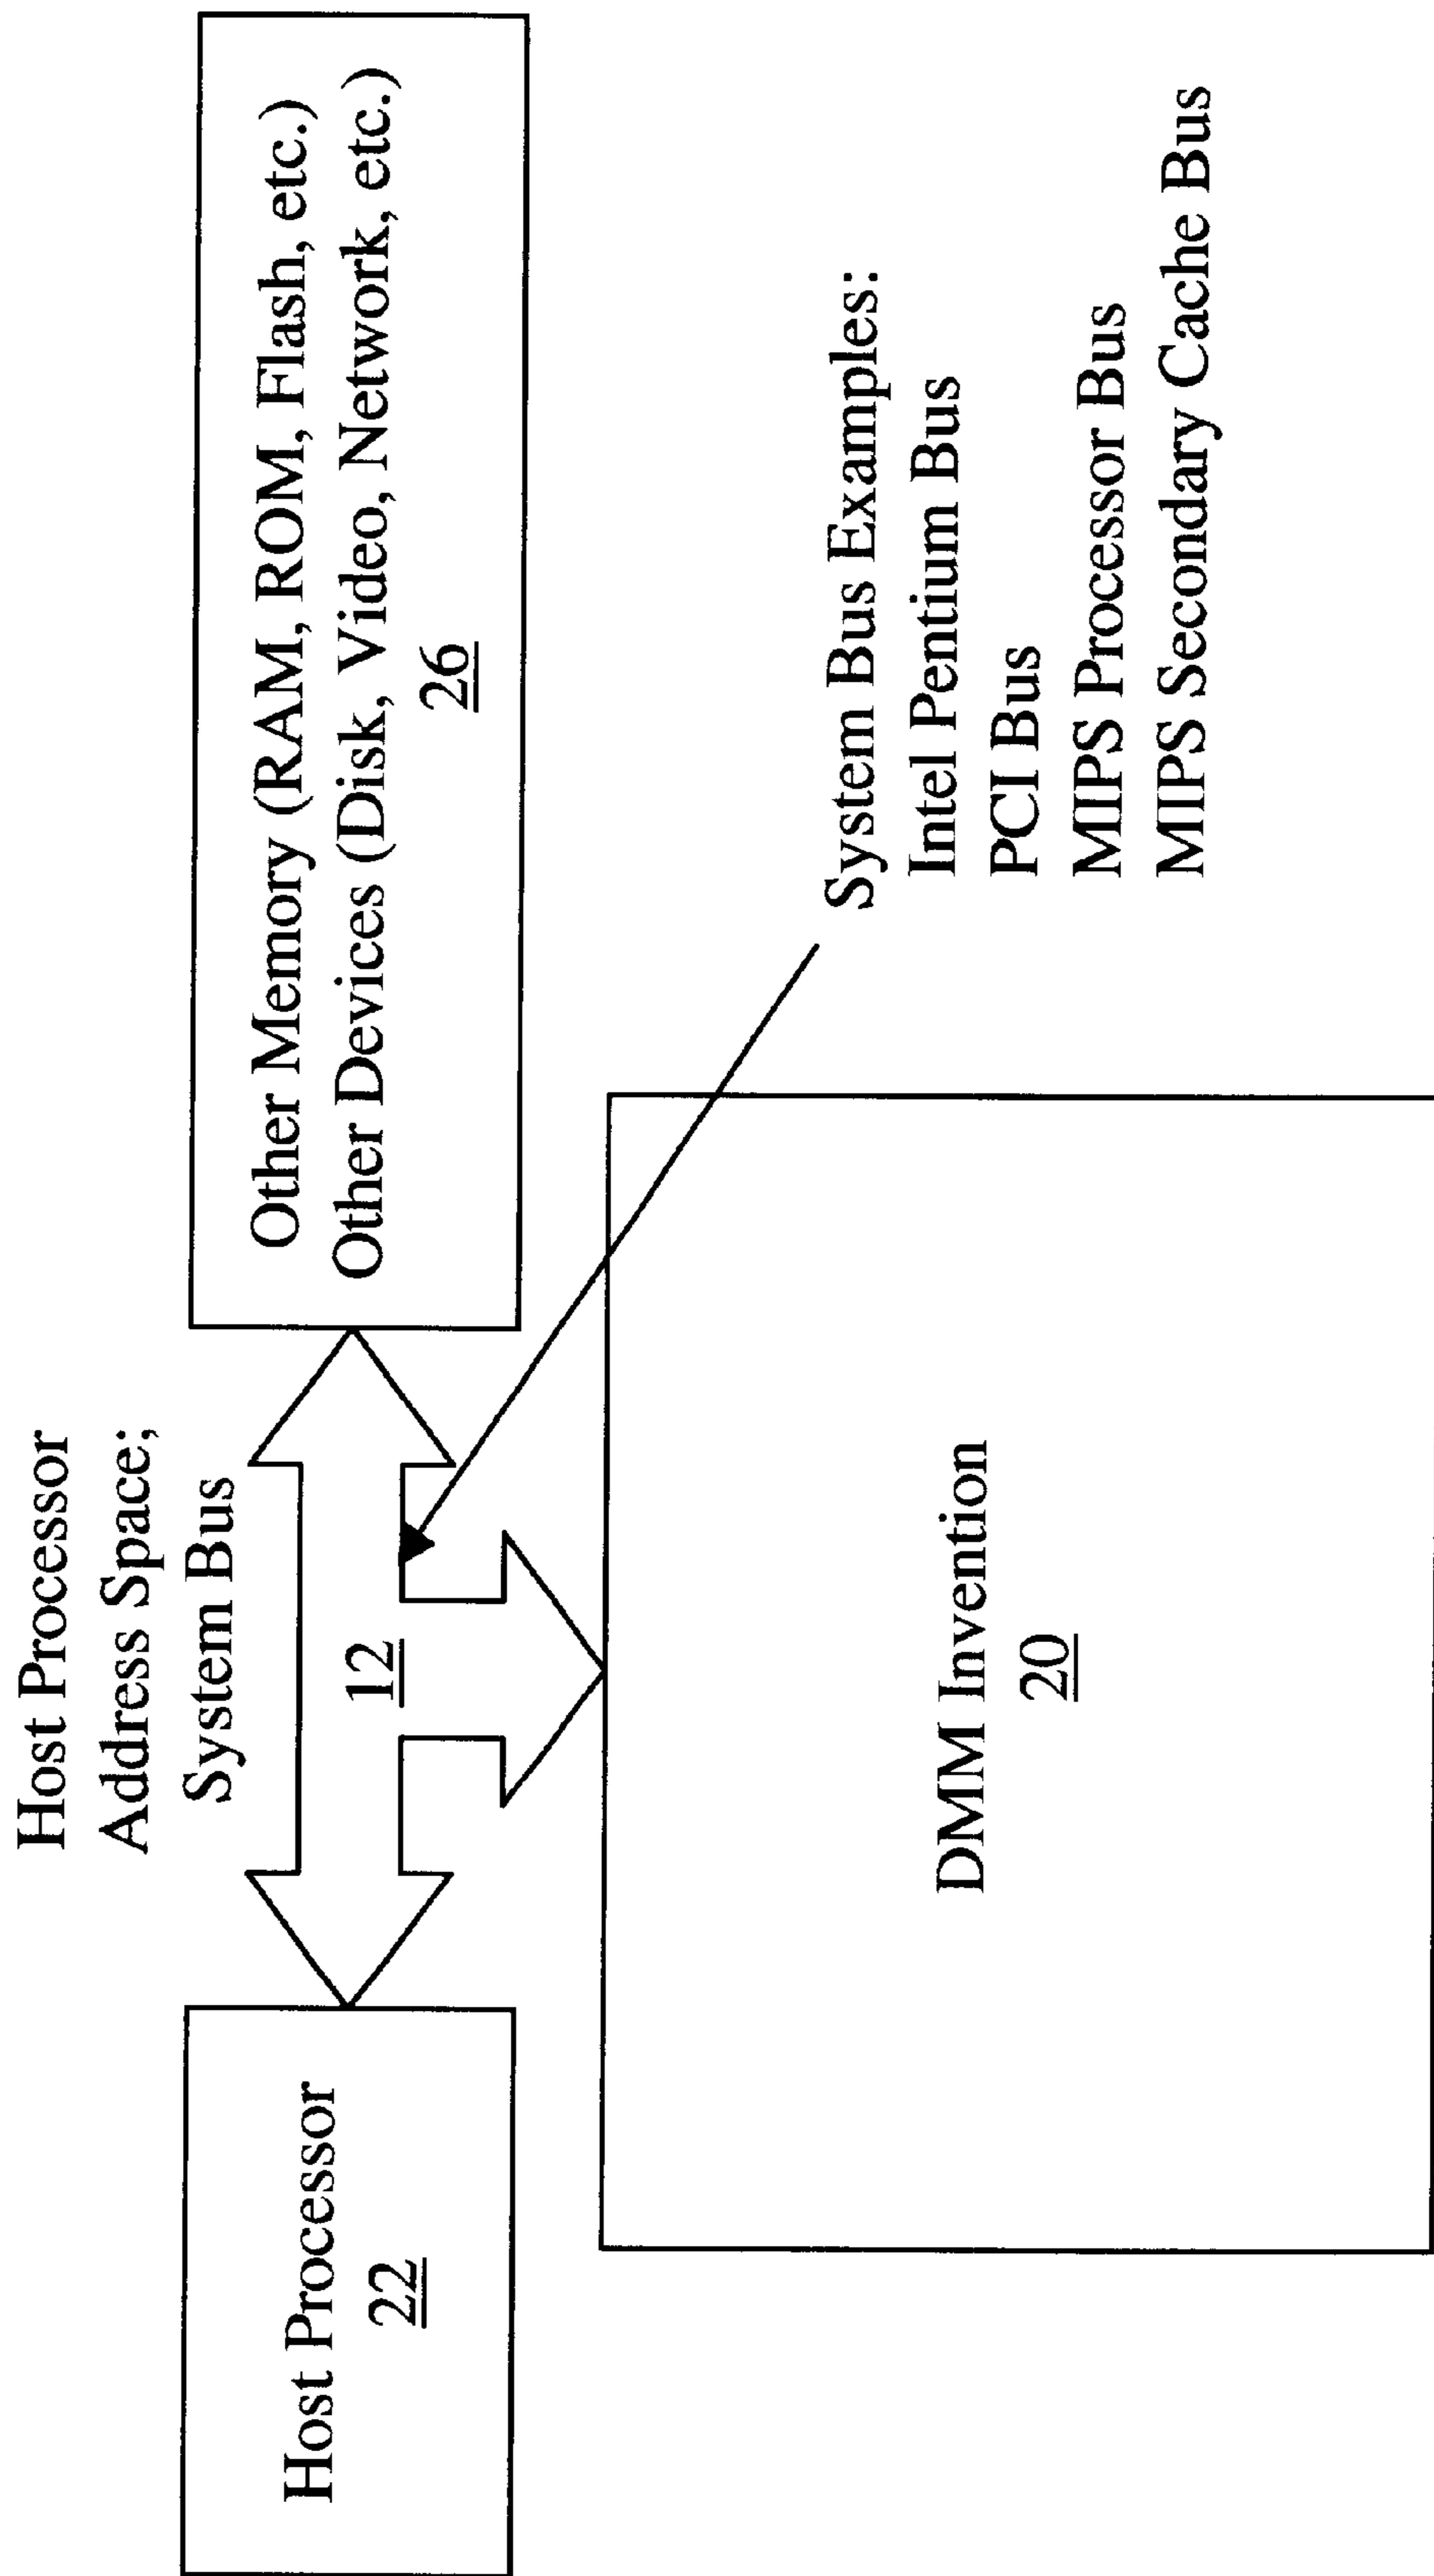 Host Processor
Address Space;
System Bus
Host Processor
22
12
Other Memory (RAM, ROM, Flash, etc.)
Other Devices (Disk, Video, Network, etc.)
26
DMM Invention
20
System Bus Examples:
Intel Pentium Bus
PCI Bus
MIPS Processor Bus
MIPS Secondary Cache Bus